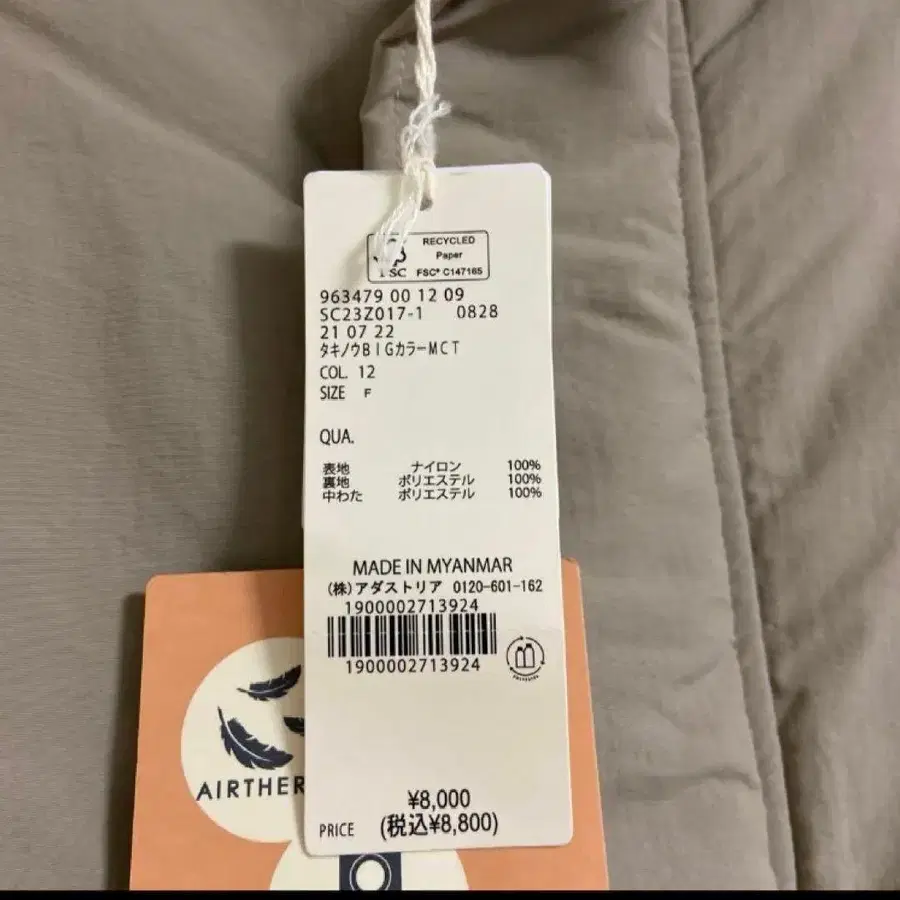 RECYCLED
Paper
FSC FSC® C147165
963479 00 12 09
SC23Z017-1 0828
21 07 22
タキノウBIGカラーMCT
COL. 12
SIZE F
QUA.
表地 ナイロン 100%
裏地 ポリエステル 100%
中わた ポリエステル 100%
MADE IN MYANMAR
(株)アダストリア 0120-601-162
1900002713924
1900002713924
¥8,000
PRICE (税込¥8,800)